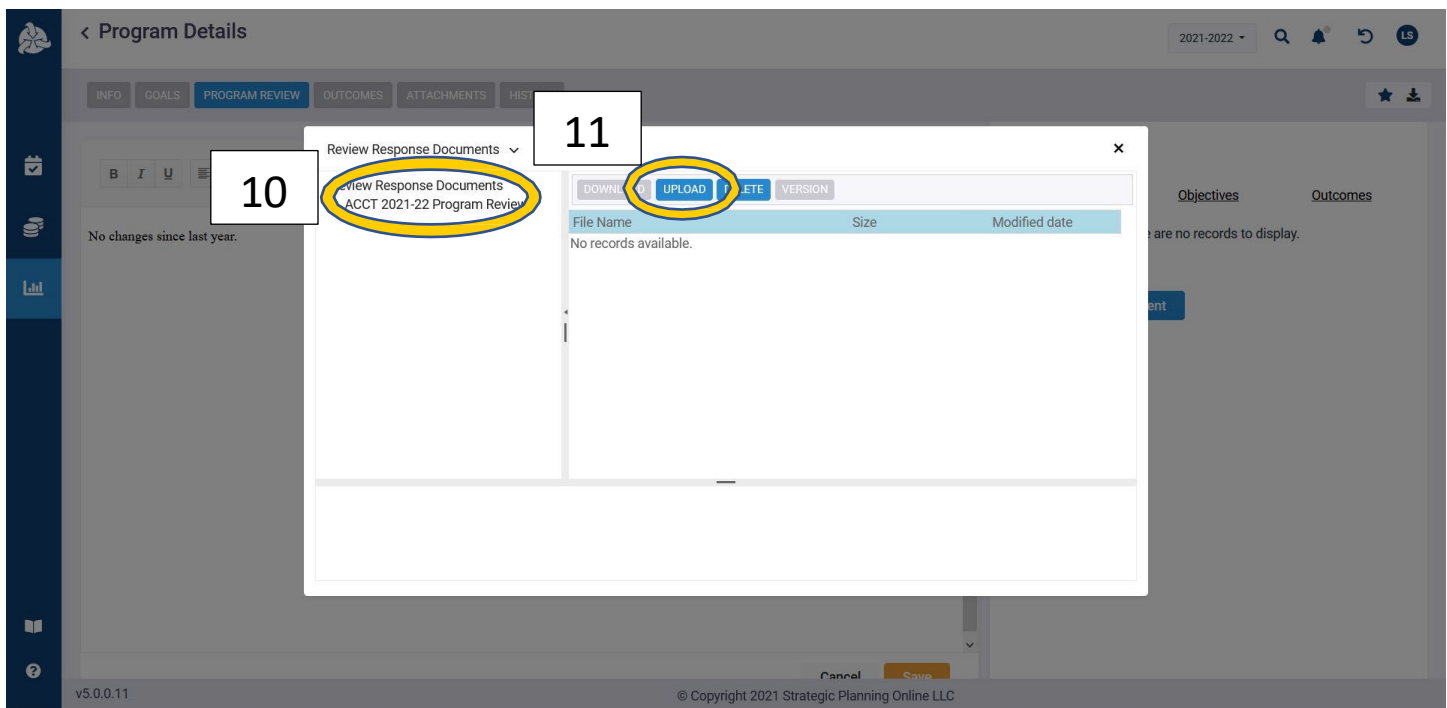 < Program Details
2021-2022
LS
INFO GOALS PROGRAM REVIEW OUTCOMES ATTACHMENTS
11
Review Response Documents
×
B I U
10
Response Documents
ACCT 2021-22 Program Review
UPLOAD VERSION
File Name Size Modified date
No records available.
Objectives Outcomes
No changes since last year.
are no records to display.
Cancel Save
v5.0.0.11
© Copyright 2021 Strategic Planning Online LLC